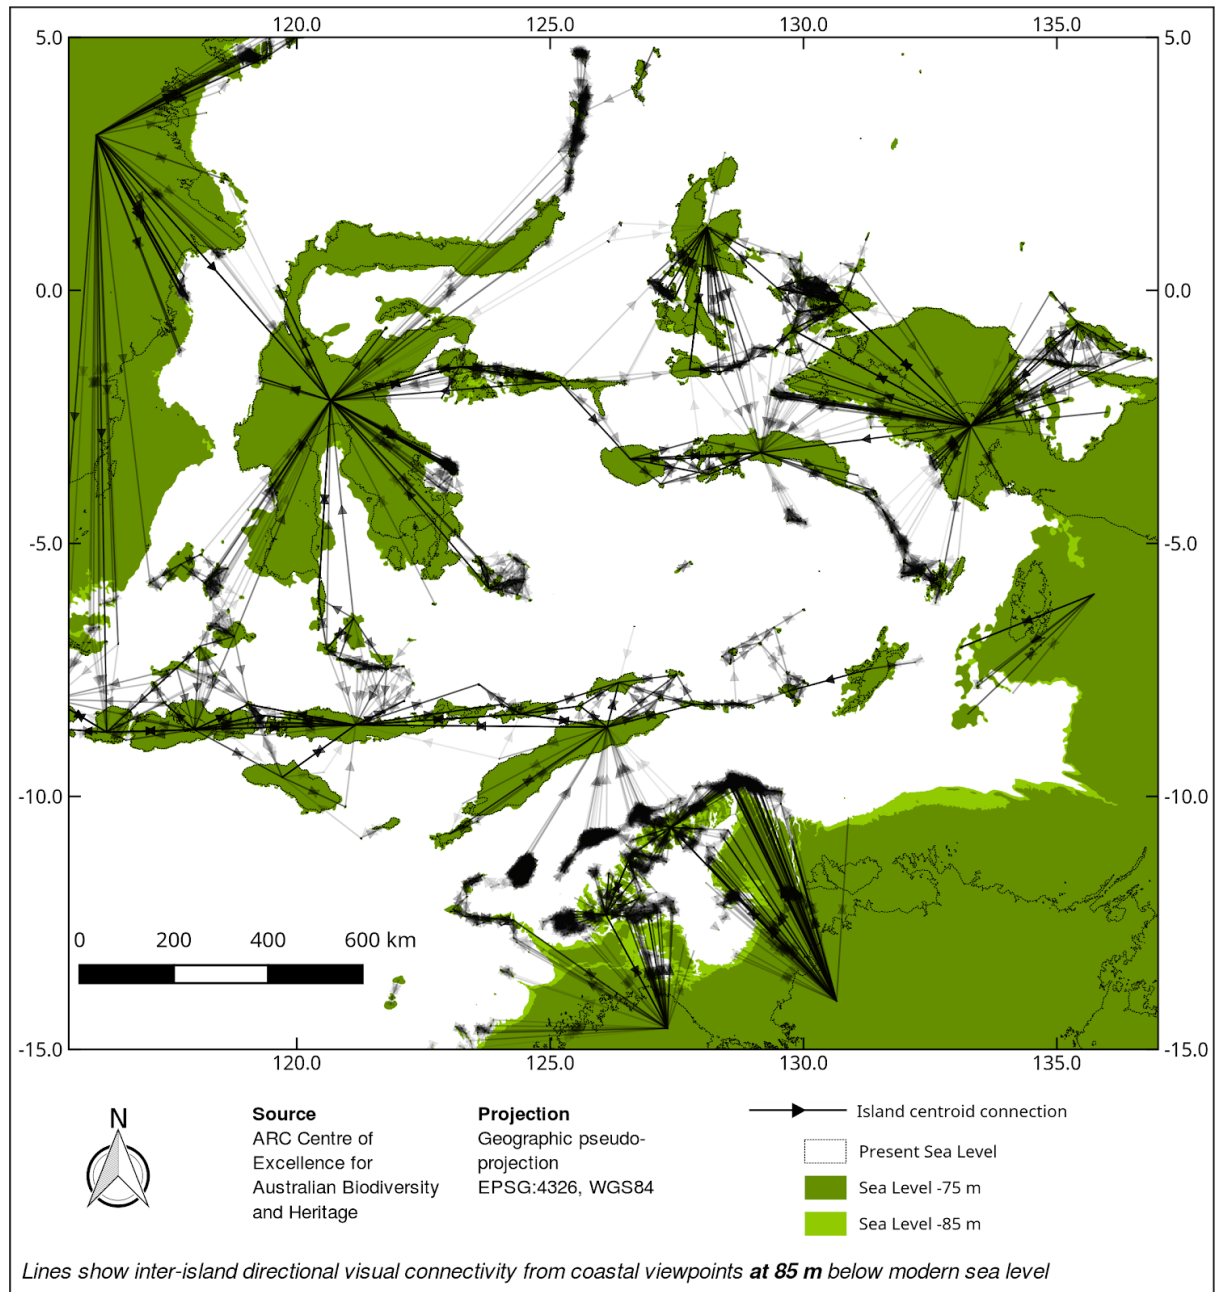 120.0 125.0 130.0 135.0
5.0 5.0
0.0 0.0
-5.0 -5.0
-10.0 -10.0
0 200 400 600 km
-15.0 -15.0
120.0 125.0 130.0 135.0
N
Source
ARC Centre of
Excellence for
Australian Biodiversity
and Heritage
Projection
Geographic pseudo-
projection
EPSG:4326, WGS84
Island centroid connection
Present Sea Level
Sea Level -75 m
Sea Level -85 m
Lines show inter-island directional visual connectivity from coastal viewpoints at 85 m below modern sea level